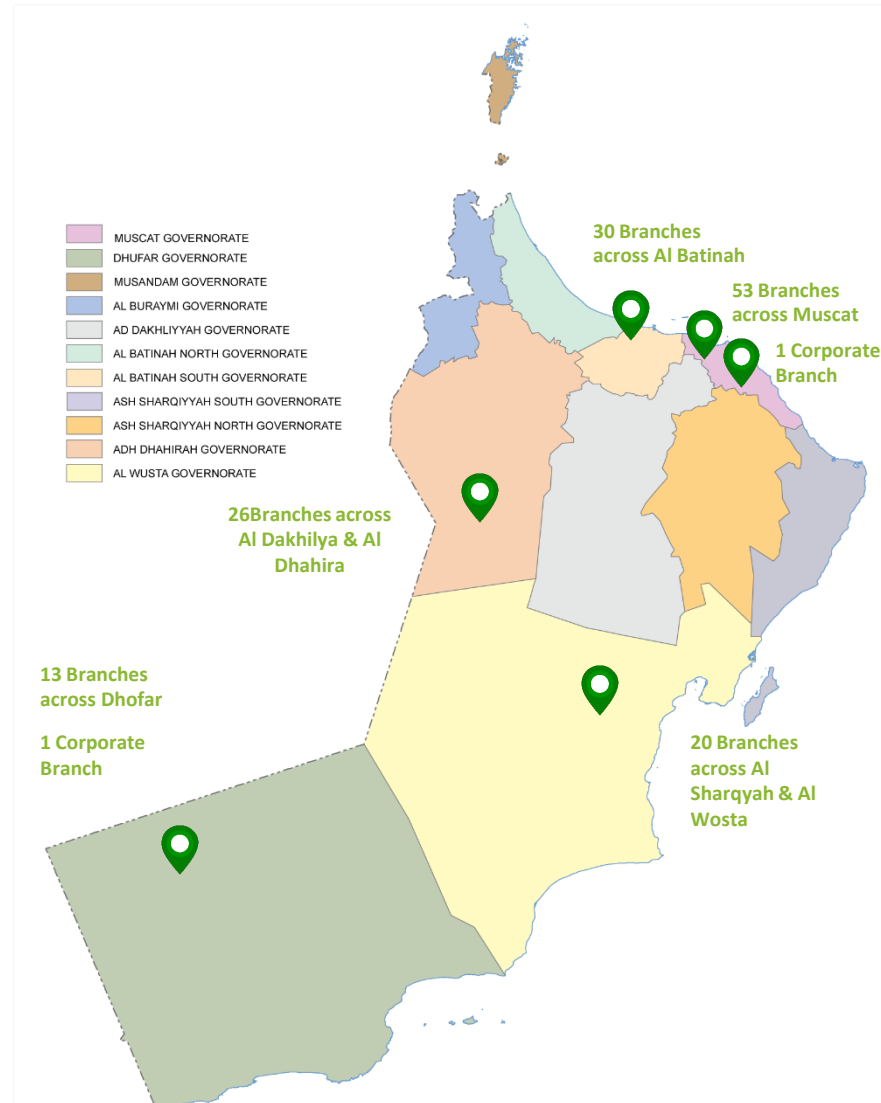 MUSCAT GOVERNORATE
DHUFAR GOVERNORATE
MUSANDAM GOVERNORATE
AL BURAYMI GOVERNORATE
AD DAKHLIYYAH GOVERNORATE
AL BATINAH NORTH GOVERNORATE
AL BATINAH SOUTH GOVERNORATE
ASH SHARQIYYAH SOUTH GOVERNORATE
ASH SHARQIYYAH NORTH GOVERNORATE
ADH DHAHIRAH GOVERNORATE
AL WUSTA GOVERNORATE
30 Branches
across Al Batinah
53 Branches
across Muscat
1 Corporate
Branch
26Branches across
Al Dakhilya & Al
Dhahira
13 Branches
across Dhofar
1 Corporate
Branch
20 Branches
across Al
Sharqyah & Al
Wosta